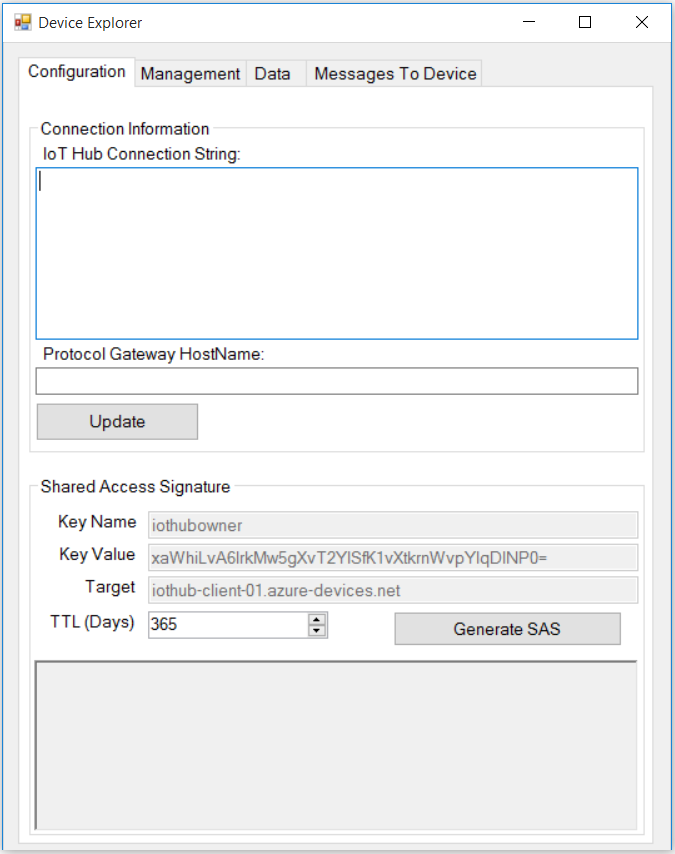 Device Explorer
Configuration Management Data Messages To Device
Connection Information
IoT Hub Connection String:
Protocol Gateway HostName:
Update
Shared Access Signature
Key Name iothubowner
Key Value xaWhiLvA6lrkMw5gXvT2YlSfK1vXtkrnWvpYlqDlNP0=
Target iothub-client-01.azure-devices.net
TTL (Days) 365 Generate SAS